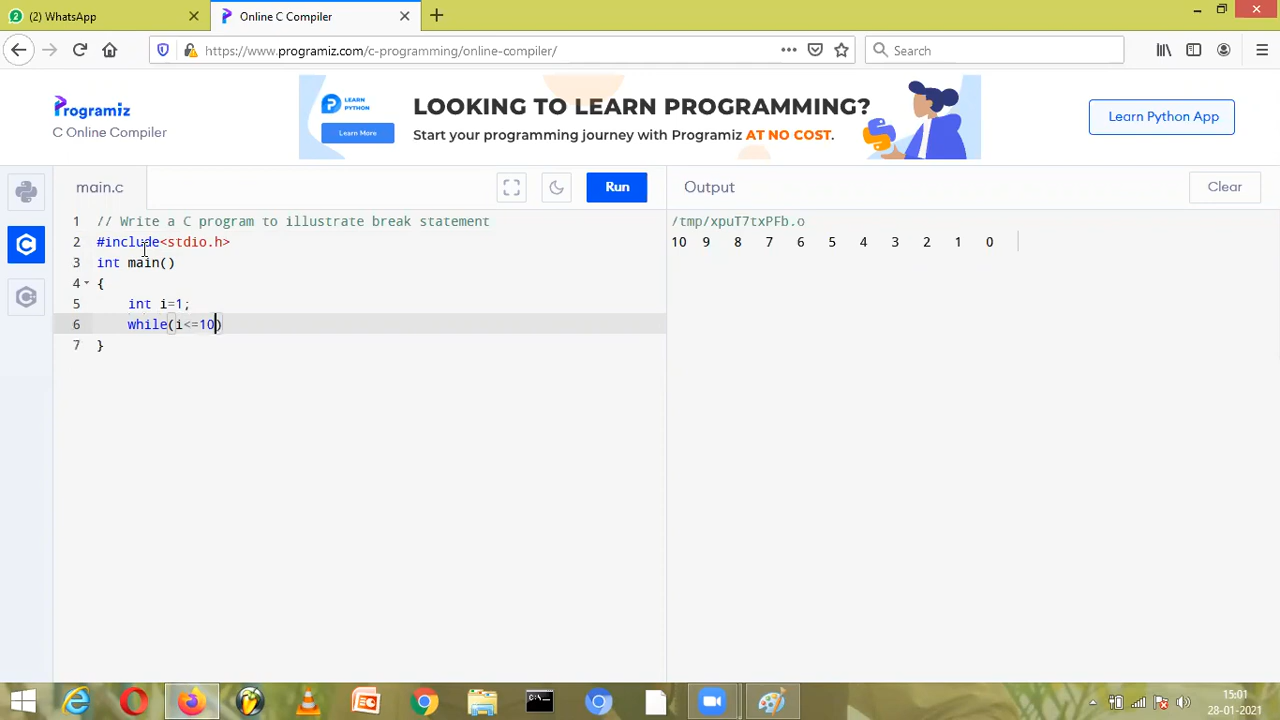 (2) WhatsApp
Online C Compiler
https://www.programiz.com/c-programming/online-compiler/
Search
Programiz
C Online Compiler
LEARN PYTHON
Learn More
LOOKING TO LEARN PROGRAMMING?
Start your programming journey with Programiz AT NO COST.
Learn Python App
main.c
Run
Output
Clear
1 // Write a C program to illustrate break statement
2 #include<stdio.h>
3 int main()
4 {
5 int i=1;
6 while(i<=10)
7 }
/tmp/xpuT7txPFb.o
10 9 8 7 6 5 4 3 2 1 0
15:01
28-01-2021